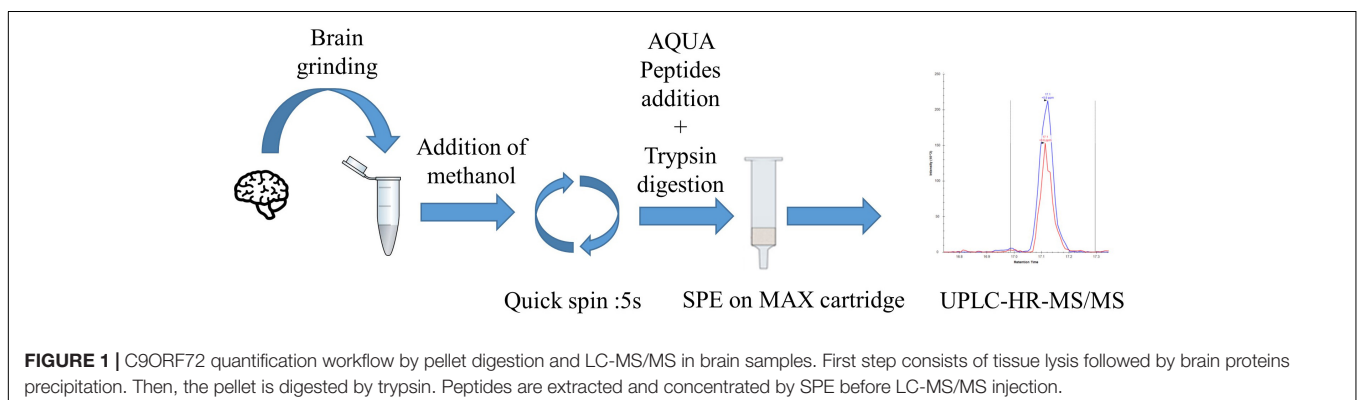 Brain
grinding
Addition of
methanol
Quick spin :5s
AQUA
Peptides
addition
+
Trypsin
digestion
SPE on MAX cartridge
UPLC-HR-MS/MS
Retention Time
FIGURE 1 | C9ORF72 quantification workflow by pellet digestion and LC-MS/MS in brain samples. First step consists of tissue lysis followed by brain proteins
precipitation. Then, the pellet is digested by trypsin. Peptides are extracted and concentrated by SPE before LC-MS/MS injection.